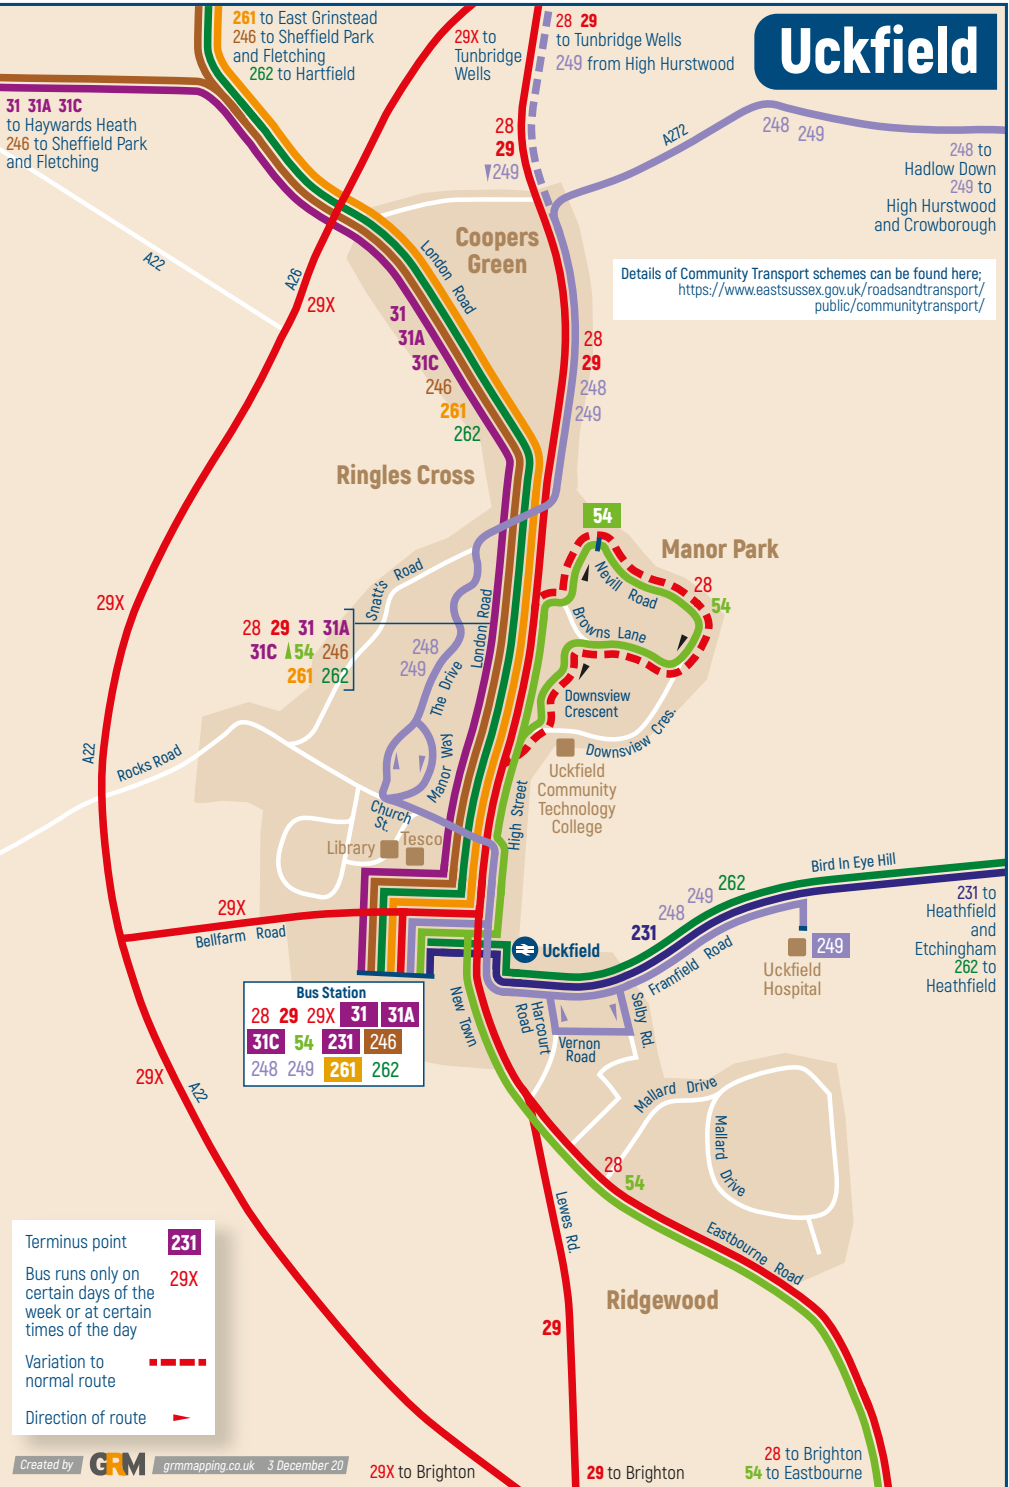 Uckfield
261 to East Grinstead
246 to Sheffield Park
and Fletching
262 to Hartfield
29X to
Tunbridge
Wells
28 29
to Tunbridge Wells
249 from High Hurstwood
31 31A 31C
to Haywards Heath
246 to Sheffield Park
and Fletching
28
29
249
A272
248
249
248 to
Hadlow Down
249 to
High Hurstwood
and Crowborough
Details of Community Transport schemes can be found here;
https://www.eastsussex.gov.uk/roadsandtransport/
public/communitytransport/
A22
A26
29X
London Road
Coopers
Green
31
31A
31C
246
261
262
28
29
248
249
Ringles Cross
54
Manor Park
Nevill Road
28
54
Browns Lane
Snatt's Road
29X
28 29 31 31A
31C 54 246
261 262
London Road
248
249
The Drive
Manor Way
Downsview
Crescent
Downsview Cres.
A22
Rocks Road
Uckfield
Community
Technology
College
High Street
Church
St.
Library
Tesco
Bird In Eye Hill
262
249
248
231
29X
Bellfarm Road
Uckfield
Framfield Road
249
Uckfield
Hospital
231 to
Heathfield
and
Etchingham
262 to
Heathfield
Bus Station
28 29 29X 31 31A
31C 54 231 246
248 249 261 262
New Town
Harcourt
Road
Selby Rd.
Vernon
Road
29X
A22
Mallard Drive
Mallard Drive
28
54
Lewes Rd.
Eastbourne Road
Ridgewood
29
Terminus point 231
Bus runs only on
certain days of the
week or at certain
times of the day
29X
Variation to
normal route
Direction of route
Created by GRM grmmapping.co.uk 3 December 20
29X to Brighton
29 to Brighton
28 to Brighton
54 to Eastbourne